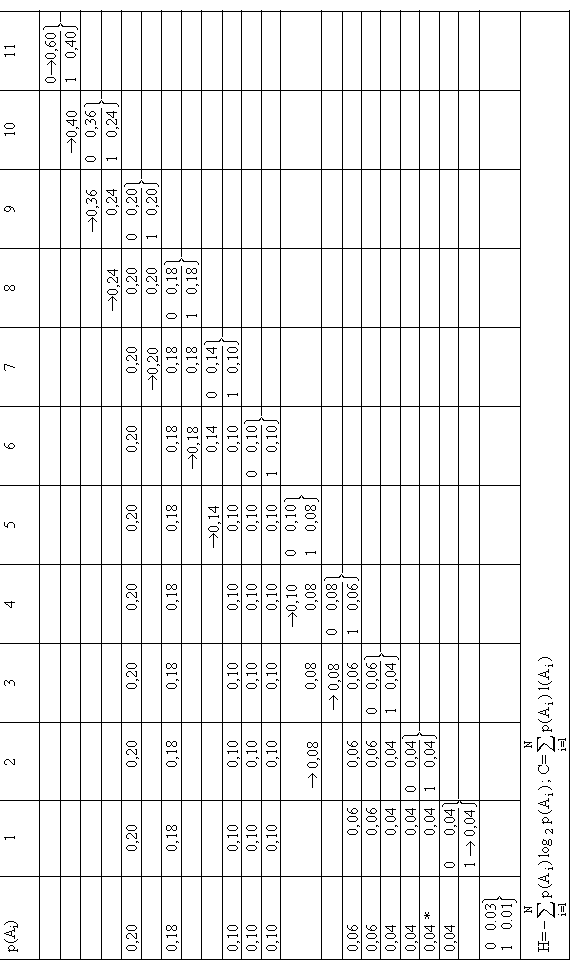 p(A_i) 1 2 3 4 5 6 7 8 9 10 11
0→0,60
→0,40 1 0,40
→0,36 0 0,36
→0,24 0,24 1 0,24
0,20 0,20 0,20 0,20 0,20 0,20 0,20 0,20 0,20 0 0,20
→0,20 0,20 1 0,20
0,18 0,18 0,18 0,18 0,18 0,18 0,18 0,18 0 0,18
→0,18 0,18 1 0,18
→0,14 0,14 0 0,14
0,10 0,10 0,10 0,10 0,10 0,10 0,10 1 0,10
0,10 0,10 0,10 0,10 0,10 0,10 0 0,10
0,10 0,10 0,10 0,10 0,10 0,10 1 0,10
→0,10 0 0,10
→0,08 0,08 0,08 1 0,08
→0,08 0 0,08
0,06 0,06 0,06 0,06 1 0,06
0,06 0,06 0,06 0 0,06
0,04 0,04 0,04 1 0,04
0,04 0,04 0 0,04
0,04 * 0,04 1 0,04
0,04 0 0,04
1→0,04
0 0.03
1 0.01
H=-∑_{i=1}^{N} p(A_i) log_2 p(A_i); C=∑_{i=1}^{N} p(A_i) l(A_i)